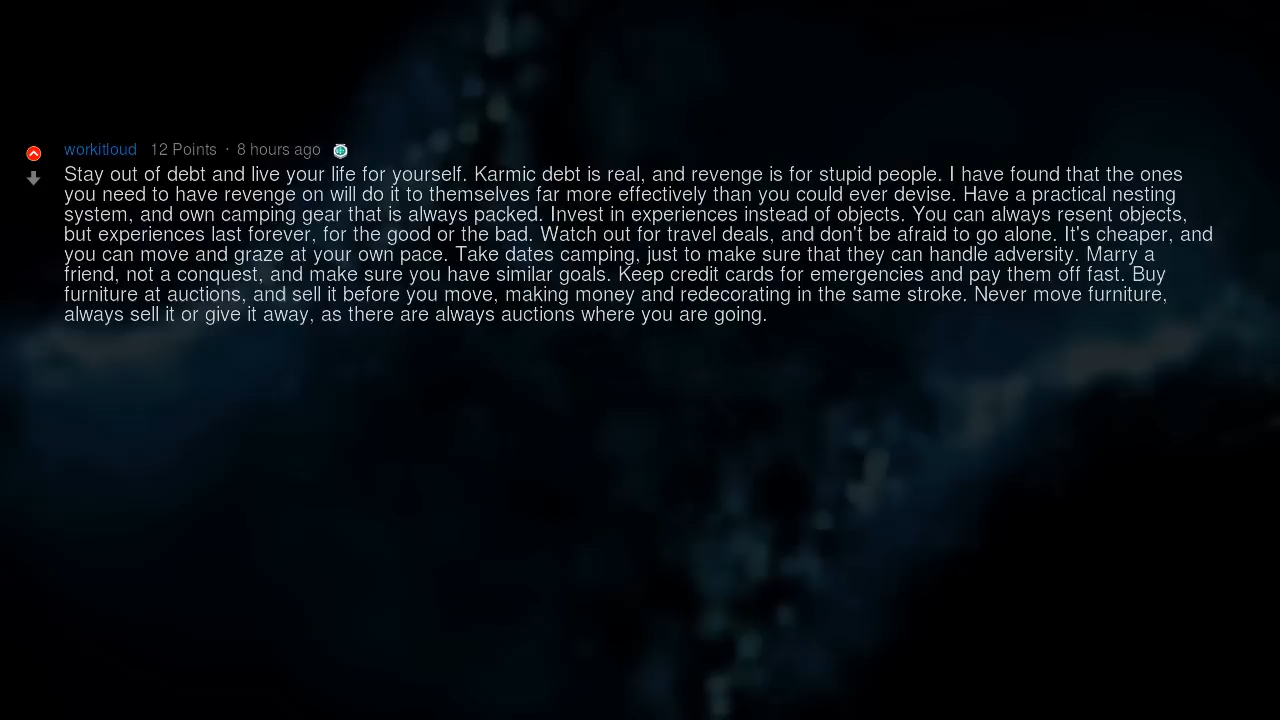 workitloud 12 Points · 8 hours ago
Stay out of debt and live your life for yourself. Karmic debt is real, and revenge is for stupid people. I have found that the ones
you need to have revenge on will do it to themselves far more effectively than you could ever devise. Have a practical nesting
system, and own camping gear that is always packed. Invest in experiences instead of objects. You can always resent objects,
but experiences last forever, for the good or the bad. Watch out for travel deals, and don't be afraid to go alone. It's cheaper, and
you can move and graze at your own pace. Take dates camping, just to make sure that they can handle adversity. Marry a
friend, not a conquest, and make sure you have similar goals. Keep credit cards for emergencies and pay them off fast. Buy
furniture at auctions, and sell it before you move, making money and redecorating in the same stroke. Never move furniture,
always sell it or give it away, as there are always auctions where you are going.